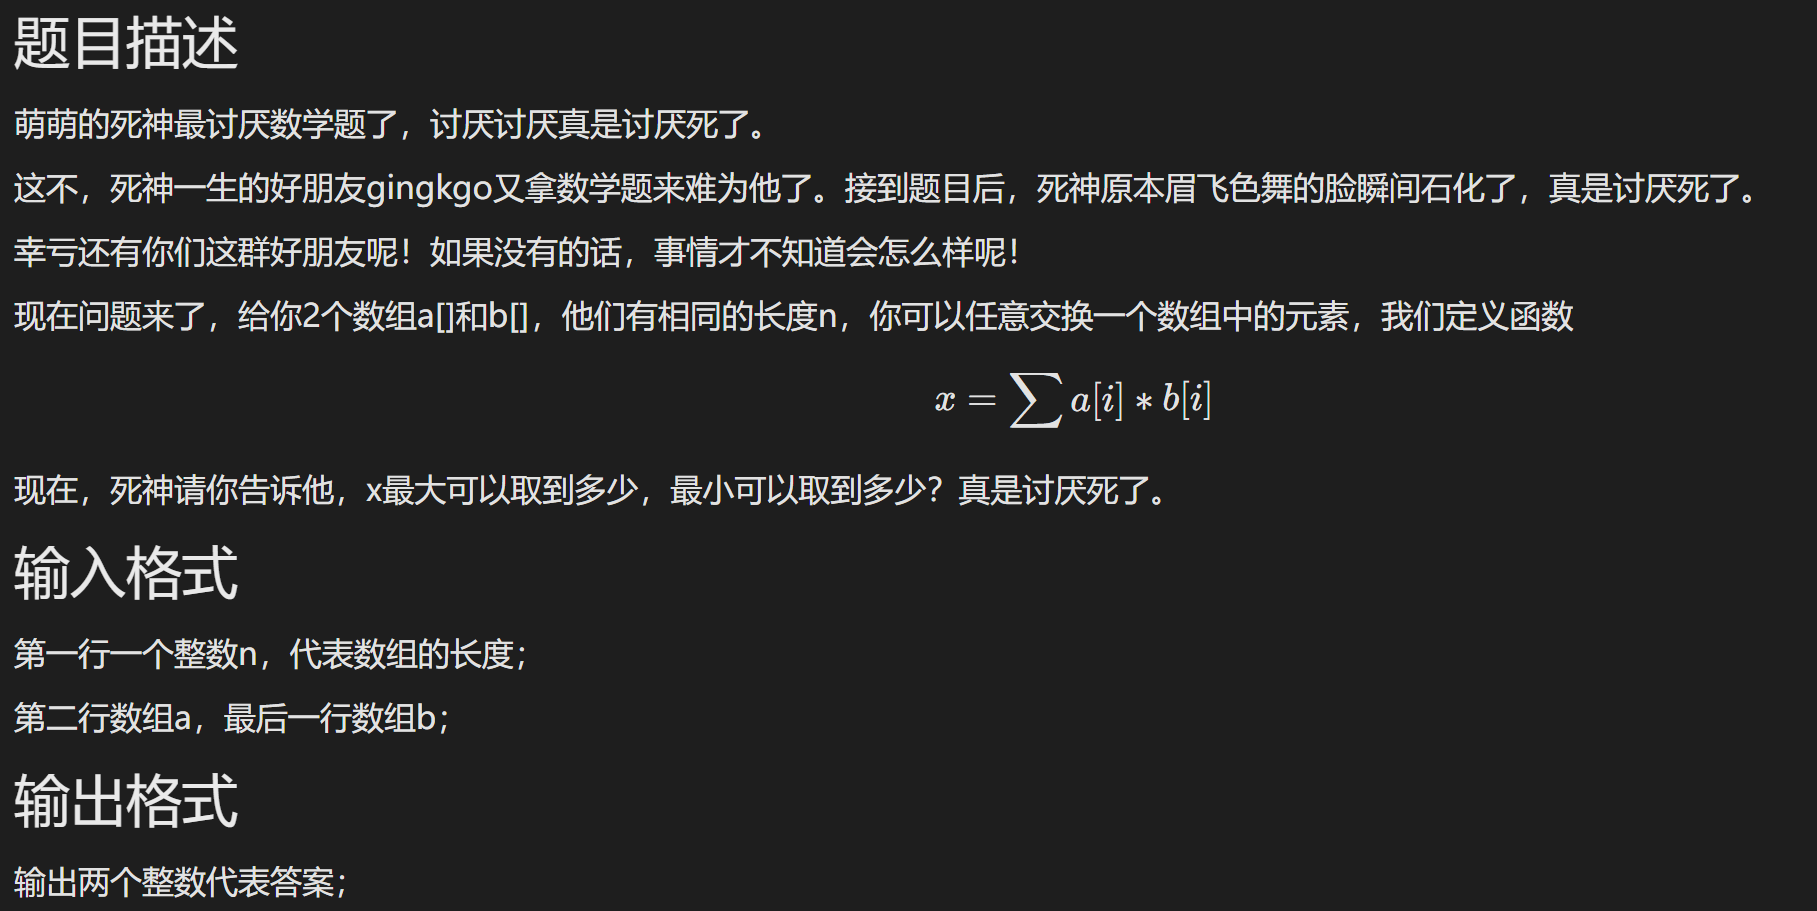 题目描述
萌萌的死神最讨厌数学题了，讨厌讨厌真是讨厌死了。
这不，死神一生的好朋友gingkgo又拿数学题来难为他了。接到题目后，死神原本眉飞色舞的脸瞬间石化了，真是讨厌死了。
幸亏还有你们这群好朋友呢！如果没有的话，事情才不知道会怎么样呢！
现在问题来了，给你2个数组a[]和b[]，他们有相同的长度n，你可以任意交换一个数组中的元素，我们定义函数
x = ∑ a[i] * b[i]
现在，死神请你告诉他，x最大可以取到多少，最小可以取到多少？真是讨厌死了。
输入格式
第一行一个整数n，代表数组的长度；
第二行数组a，最后一行数组b；
输出格式
输出两个整数代表答案；